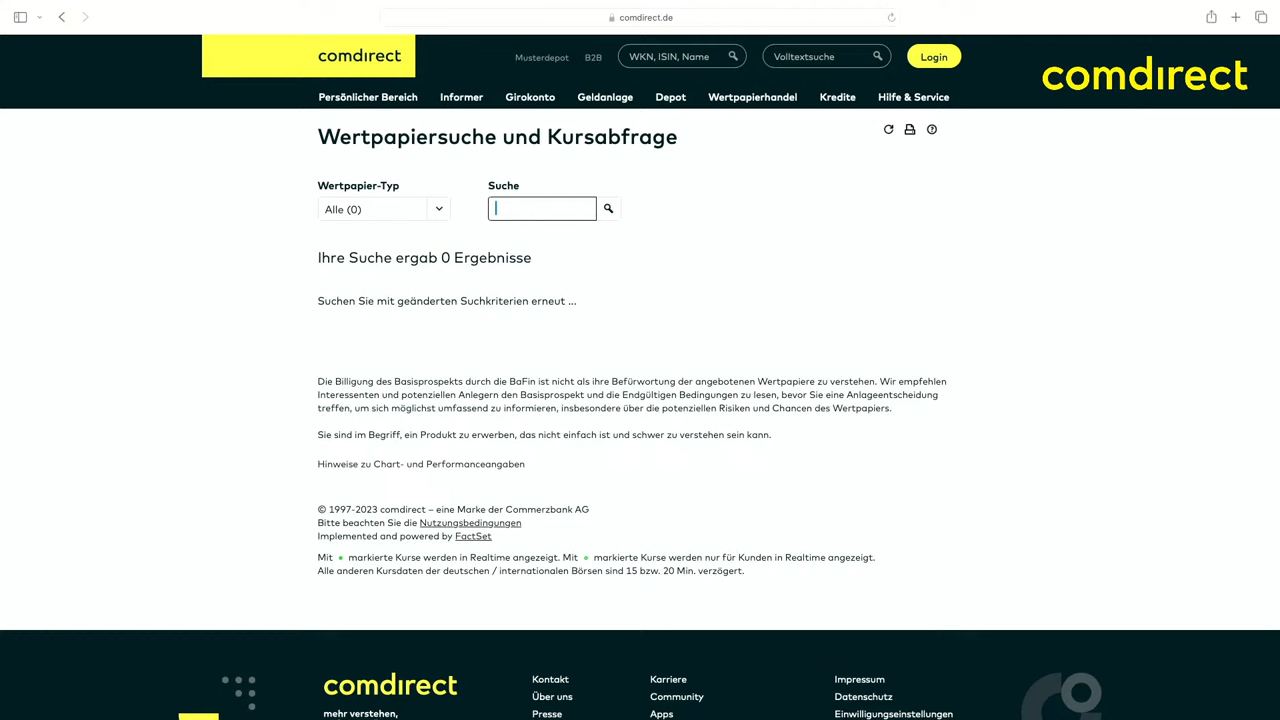 comdirect.de
comdirect
Musterdepot
B2B
WKN, ISIN, Name
Volltextsuche
Login
comdirect
Persönlicher Bereich
Informer
Girokonto
Geldanlage
Depot
Wertpapierhandel
Kredite
Hilfe & Service
Wertpapiersuche und Kursabfrage
Wertpapier-Typ
Suche
Alle (0)
Ihre Suche ergab 0 Ergebnisse
Suchen Sie mit geänderten Suchkriterien erneut ...
Die Billigung des Basisprospekts durch die BaFin ist nicht als ihre Befürwortung der angebotenen Wertpapiere zu verstehen. Wir empfehlen
Interessenten und potenziellen Anlegern den Basisprospekt und die Endgültigen Bedingungen zu lesen, bevor Sie eine Anlageentscheidung
treffen, um sich möglichst umfassend zu informieren, insbesondere über die potenziellen Risiken und Chancen des Wertpapiers.
Sie sind im Begriff, ein Produkt zu erwerben, das nicht einfach ist und schwer zu verstehen sein kann.
Hinweise zu Chart- und Performanceangaben
© 1997-2023 comdirect – eine Marke der Commerzbank AG
Bitte beachten Sie die Nutzungsbedingungen
Implemented and powered by FactSet
Mit • markierte Kurse werden in Realtime angezeigt. Mit • markierte Kurse werden nur für Kunden in Realtime angezeigt.
Alle anderen Kursdaten der deutschen / internationalen Börsen sind 15 bzw. 20 Min. verzögert.
comdirect
mehr verstehen,
Kontakt
Über uns
Presse
Karriere
Community
Apps
Impressum
Datenschutz
Einwilligungseinstellungen